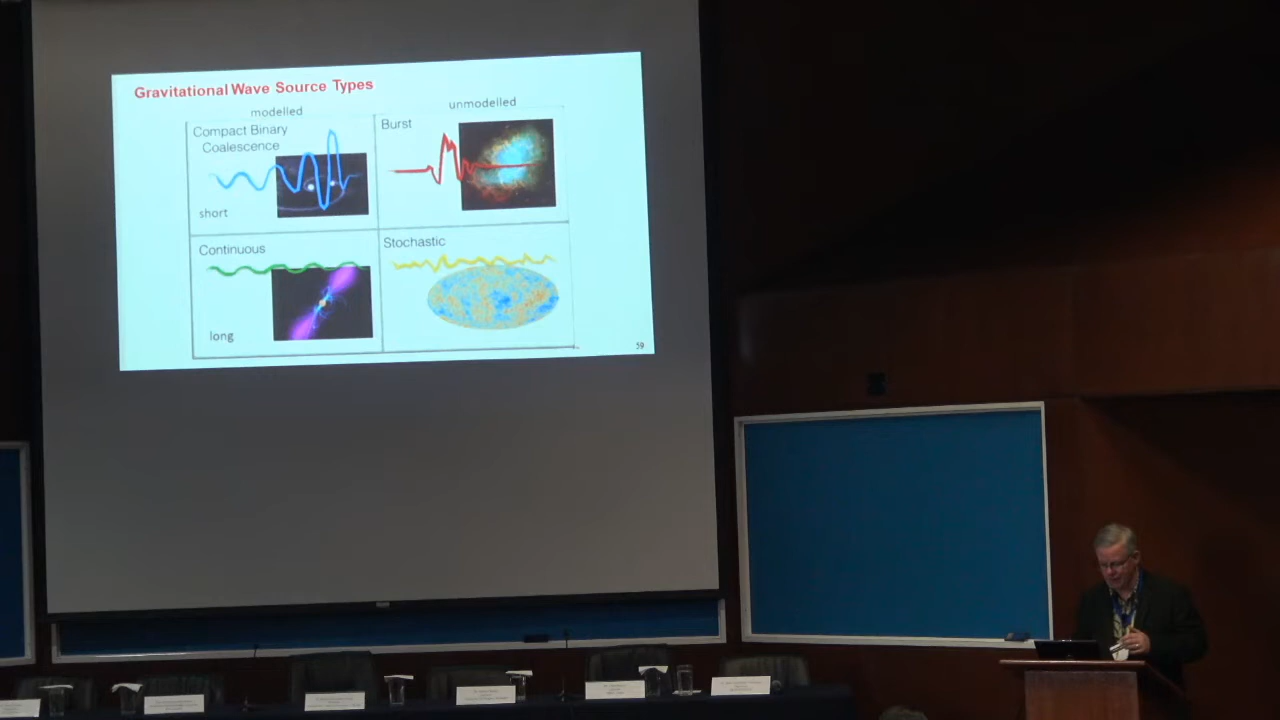 Gravitational Wave Source Types
modelled
unmodelled
Compact Binary
Coalescence
short
Burst
Continuous
long
Stochastic
59